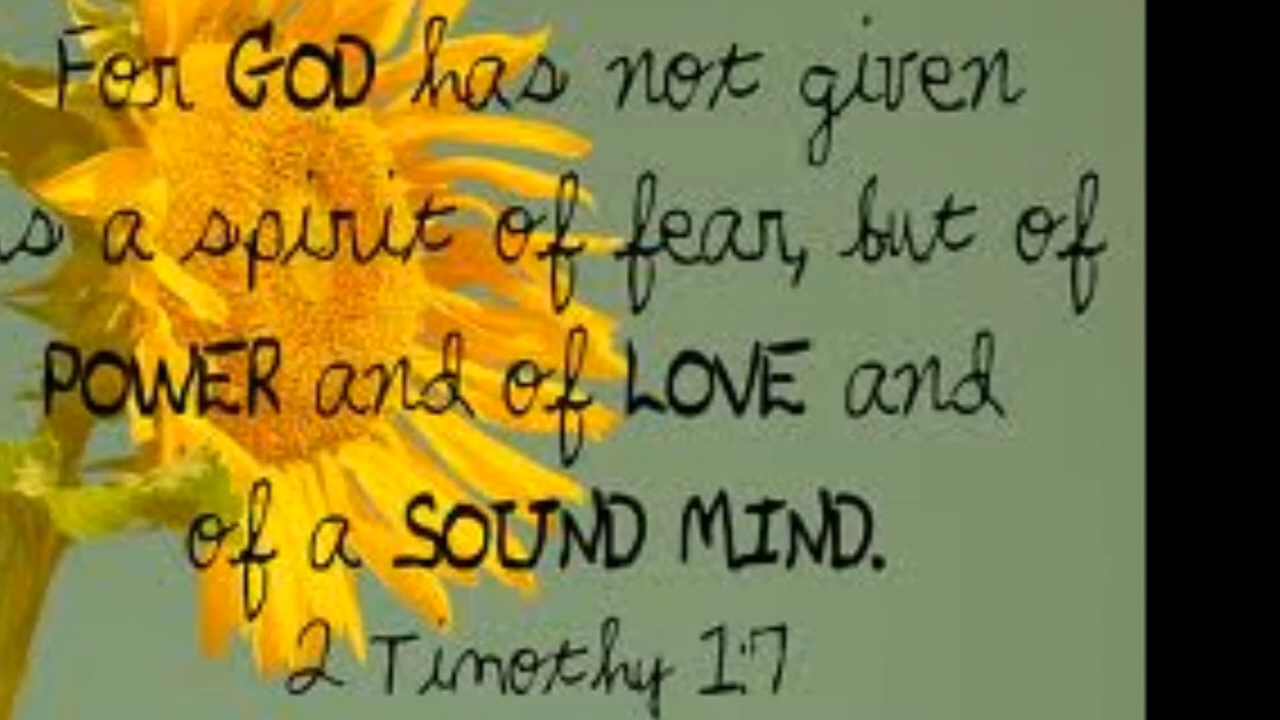 For GOD has not given
us a spirit of fear, but of
POWER and of LOVE and
of a SOUND MIND.
2 Timothy 1:7